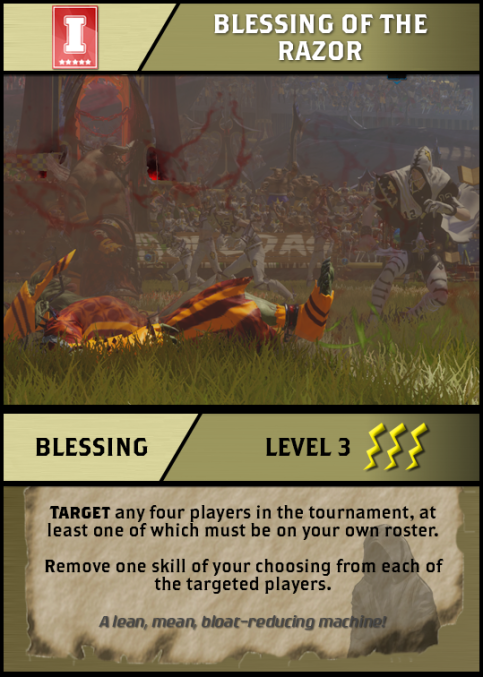 I
BLESSING OF THE
RAZOR
BLESSING
LEVEL 3
TARGET any four players in the tournament, at
least one of which must be on your own roster.
Remove one skill of your choosing from each of
the targeted players.
A lean, mean, bloat-reducing machine!